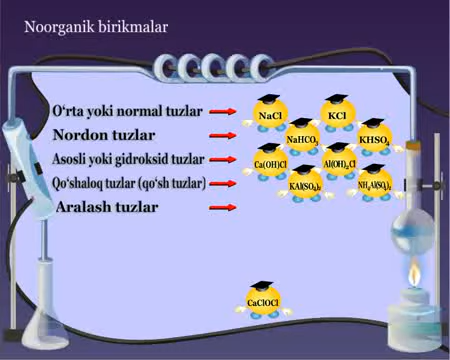 Noorganik birikmalar
O‘rta yoki normal tuzlar NaCl KCl
Nordon tuzlar NaHCO₃ KHSO₄
Asosli yoki gidroksid tuzlar Ca(OH)Cl Al(OH)₂Cl
Qo‘shaloq tuzlar (qo‘sh tuzlar) KAl(SO₄)₂ NH₄Al(SO₄)₂
Aralash tuzlar
CaClOCl